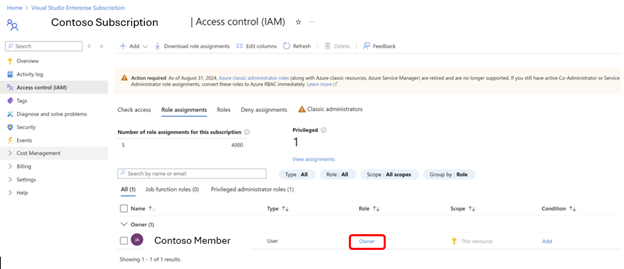 Home > Visual Studio Enterprise Subscription
Contoso Subscription | Access control (IAM)
Search
Add
Download role assignments
Edit columns
Refresh
Delete
Feedback
Overview
Activity log
Access control (IAM)
Tags
Diagnose and solve problems
Security
Events
Cost Management
Billing
Settings
Help
Action required: As of August 31, 2024, Azure classic administrator roles (along with Azure classic resources, Azure Service Manager) are retired and are no longer supported. If you still have active Co-Administrator or Service
Administrator role assignments, convert these roles to Azure RBAC immediately. Learn more
Check access
Role assignments
Roles
Deny assignments
Classic administrators
Number of role assignments for this subscription
5
4000
Privileged
1
View assignments
Search by name or email
Type : All
Role : All
Scope : All scopes
Group by : Role
All (1)
Job function roles (0)
Privileged administrator roles (1)
Name
Type
Role
Scope
Condition
Owner (1)
Contoso Member
User
Owner
This resource
Add
Showing 1 - 1 of 1 results.